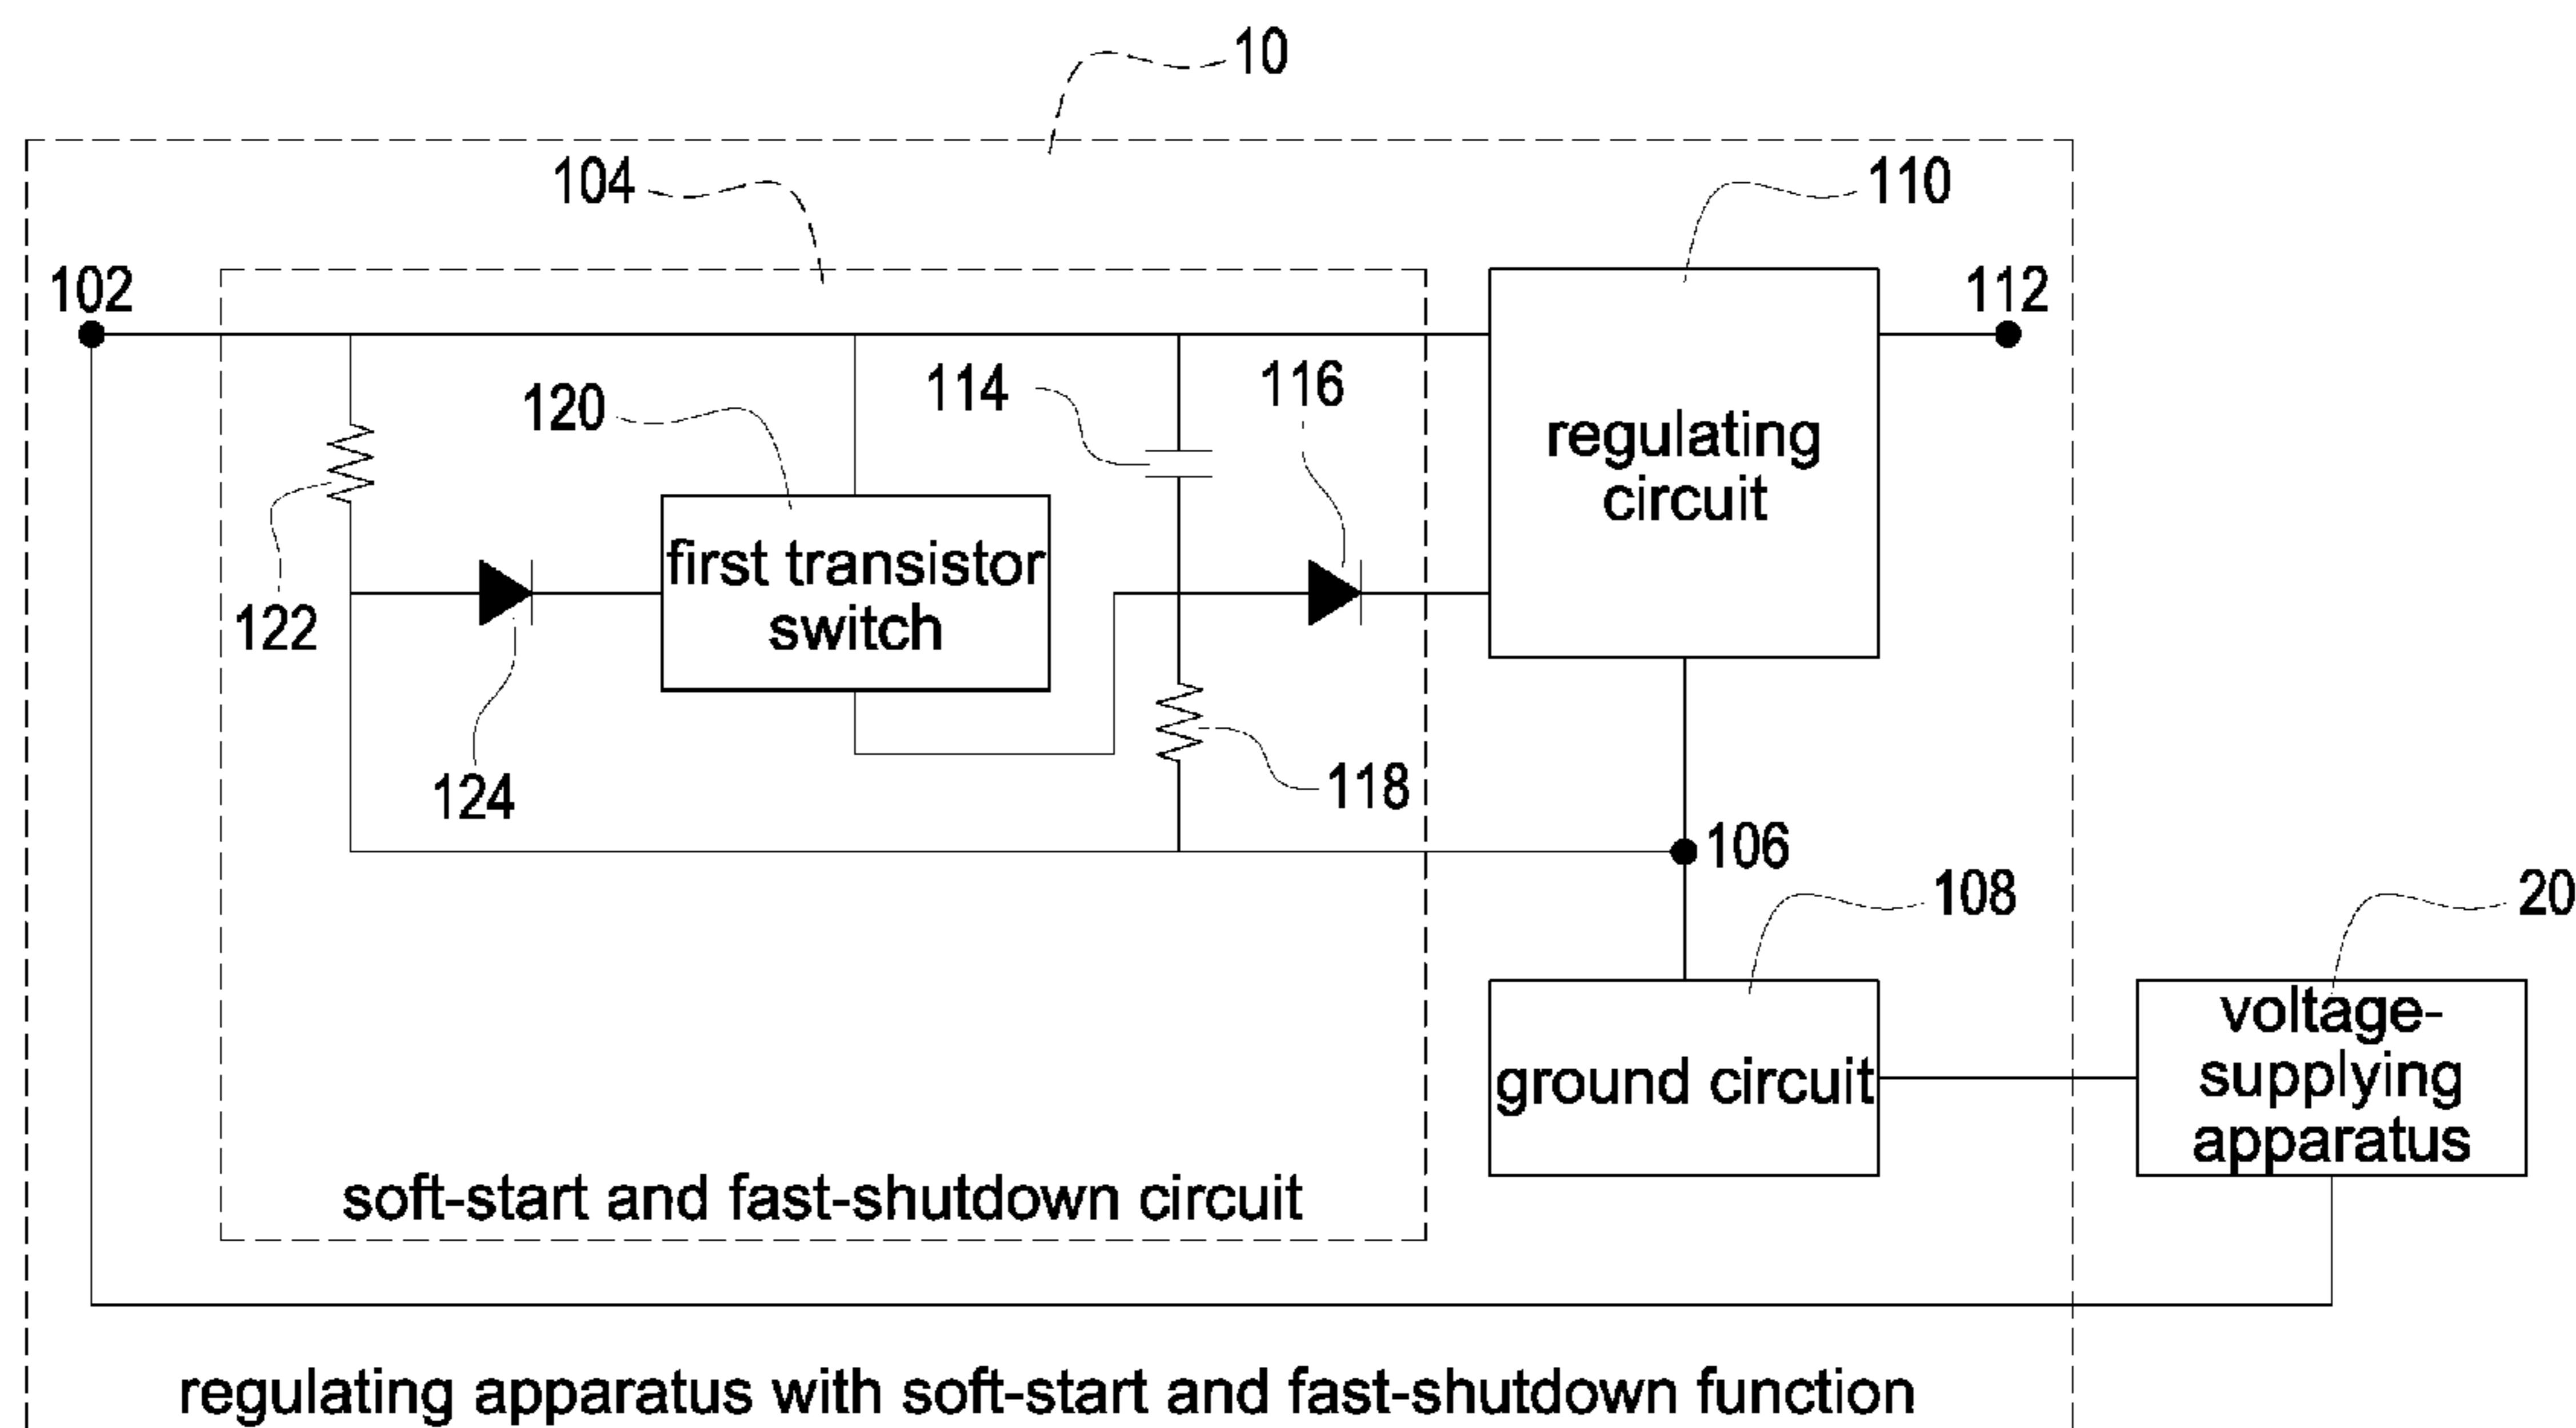 10
104
110
102
112
114
116
120
regulating
circuit
first transistor
switch
122
124
118
106
108
20
ground circuit
voltage-
supplying
apparatus
soft-start and fast-shutdown circuit
regulating apparatus with soft-start and fast-shutdown function